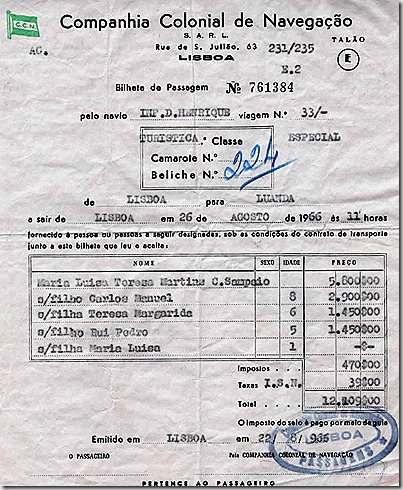 C.C.N.
Companhia Colonial de Navegação
S. A. R. L.
Rue de S. Julião, 63 231/235 TALÃO
AG. LISBOA E
E.2
Bilhete de Passagem Nº 761384
pelo navio INF.D.HENRIQUE viagem N.º 33/-
TURISTICA.ª Classe ESPECIAL
Camarote N.º 224
Beliche N.º
de LISBOA para LUANDA
a sair de LISBOA em 26 de AGOSTO de 1966 às 11 horas
fornecido à pessoa ou pessoas a seguir designadas, sob as condições do contrato de transporte
junto a este bilhete que leu e aceita:
NOME SEXO IDADE PREÇO
Maria Luisa Teresa Martins C.Sampaio 5.800$00
s/filho Carlos Manuel 8 2.900$00
s/filha Teresa Margarida 6 1.450$00
s/filho Rui Pedro 5 1.450$00
s/filha Maria Luisa 1 -$-
Impostos 470$00
Taxas I.S.N. 39$00
Total 12.109$00
O imposto do selo é pago por meio de guia
Emitido em LISBOA em 22/ 8/1966
LISBOA
PASSAGENS
O PASSAGEIRO Pela COMPANHIA COLONIAL DE NAVEGAÇÃO
PERTENCE AO PASSAGEIRO